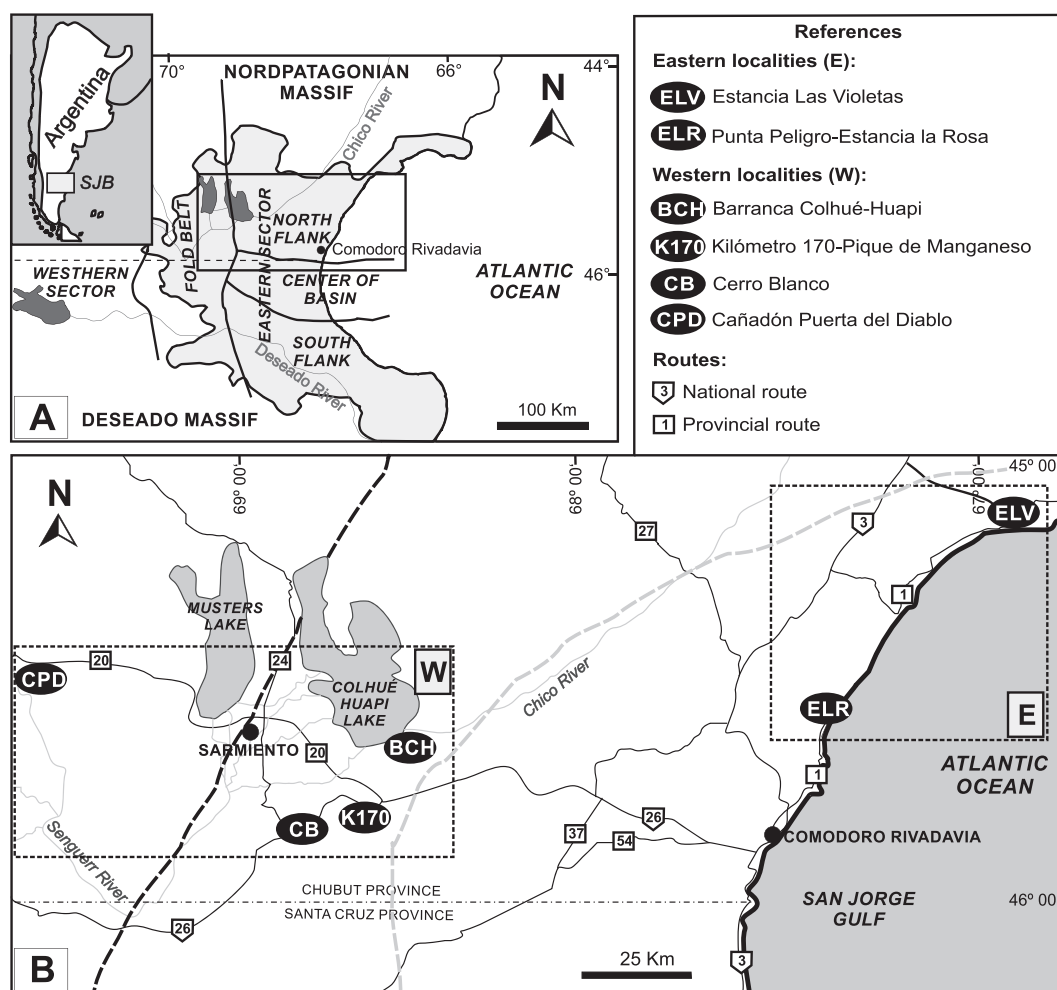 Argentina
SJB
70°
66°
44°
NORDPATAGONIAN
MASSIF
N
Chico River
FOLD BELT
EASTERN SECTOR
NORTH
FLANK
Comodoro Rivadavia
WESTHERN
SECTOR
CENTER OF
BASIN
46°
ATLANTIC
OCEAN
SOUTH
FLANK
Deseado River
A
DESEADO MASSIF
100 Km
References
Eastern localities (E):
ELV Estancia Las Violetas
ELR Punta Peligro-Estancia la Rosa
Western localities (W):
BCH Barranca Colhué-Huapi
K170 Kilómetro 170-Pique de Manganeso
CB Cerro Blanco
CPD Cañadón Puerta del Diablo
Routes:
3 National route
1 Provincial route
N
69° 00'
68° 00'
67° 00'
45° 00'
ELV
3
27
1
MUSTERS
LAKE
20
24
W
CPD
COLHUÉ
HUAPI
LAKE
Chico River
ELR
E
BCH
SARMIENTO
20
1
ATLANTIC
OCEAN
K170
CB
26
37
54
COMODORO RIVADAVIA
Senguerr River
CHUBUT PROVINCE
SANTA CRUZ PROVINCE
SAN JORGE
GULF
46° 00'
26
3
B
25 Km